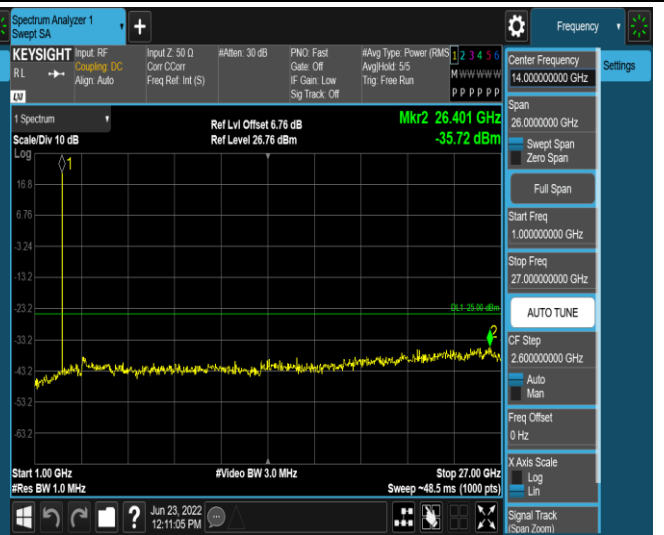 Spectrum Analyzer 1
Swept SA
+
Frequency
KEYSIGHT
RL
LXI
Input: RF
Coupling: DC
Align: Auto
Input Z: 50 Ω
Corr CCorr
Freq Ref: Int (S)
#Atten: 30 dB
PNO: Fast
Gate: Off
IF Gain: Low
Sig Track: Off
#Avg Type: Power (RMS
Avg|Hold: 5/5
Trig: Free Run
1 2 3 4 5 6
M W W W W W
P P P P P P
Center Frequency
14.000000000 GHz
Settings
Span
26.0000000 GHz
Swept Span
Zero Span
Full Span
Start Freq
1.000000000 GHz
Stop Freq
27.000000000 GHz
AUTO TUNE
CF Step
2.600000000 GHz
Auto
Man
Freq Offset
0 Hz
X Axis Scale
Log
Lin
Signal Track
(Span Zoom)
1 Spectrum
Scale/Div 10 dB
Log
Ref Lvl Offset 6.76 dB
Ref Level 26.76 dBm
Mkr2 26.401 GHz
-35.72 dBm
1
16.8
6.76
-3.24
-13.2
-23.2
DL1 -25.00 dBm
2
-33.2
-43.2
-53.2
-63.2
Start 1.00 GHz
#Res BW 1.0 MHz
#Video BW 3.0 MHz
Stop 27.00 GHz
Sweep ~48.5 ms (1000 pts)
?
Jun 23, 2022
12:11:05 PM